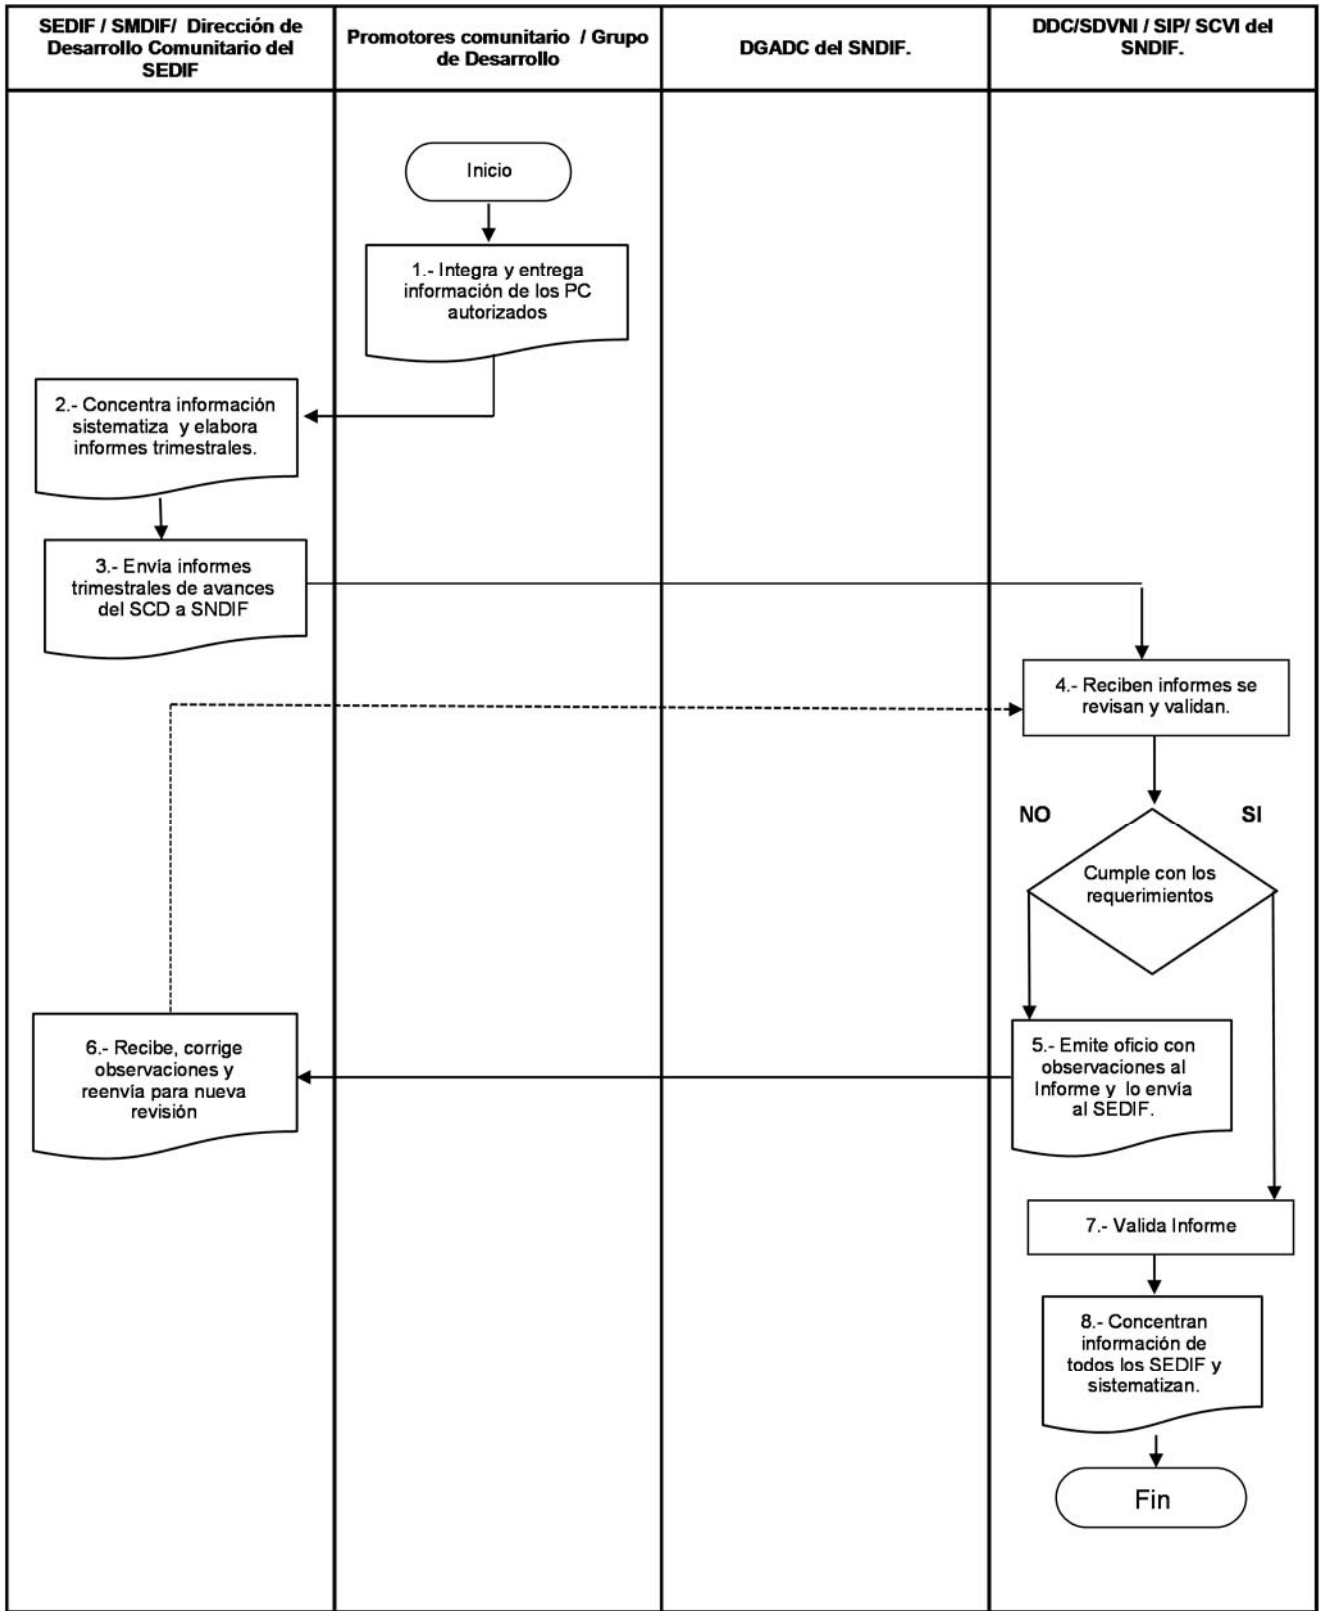 SEDIF / SMDIF/ Dirección de
Desarrollo Comunitario del
SEDIF
Promotores comunitario / Grupo
de Desarrollo
DGADC del SNDIF.
DDC/SDVNI / SIP/ SCVI del
SNDIF.
Inicio
1.- Integra y entrega
información de los PC
autorizados
2.- Concentra información
sistematiza y elabora
informes trimestrales.
3.- Envía informes
trimestrales de avances
del SCD a SNDIF
4.- Reciben informes se
revisan y validan.
NO
SI
Cumple con los
requerimientos
5.- Emite oficio con
observaciones al
Informe y lo envía
al SEDIF.
6.- Recibe, corrige
observaciones y
reenvía para nueva
revisión
7.- Valida Informe
8.- Concentran
información de
todos los SEDIF y
sistematizan.
Fin